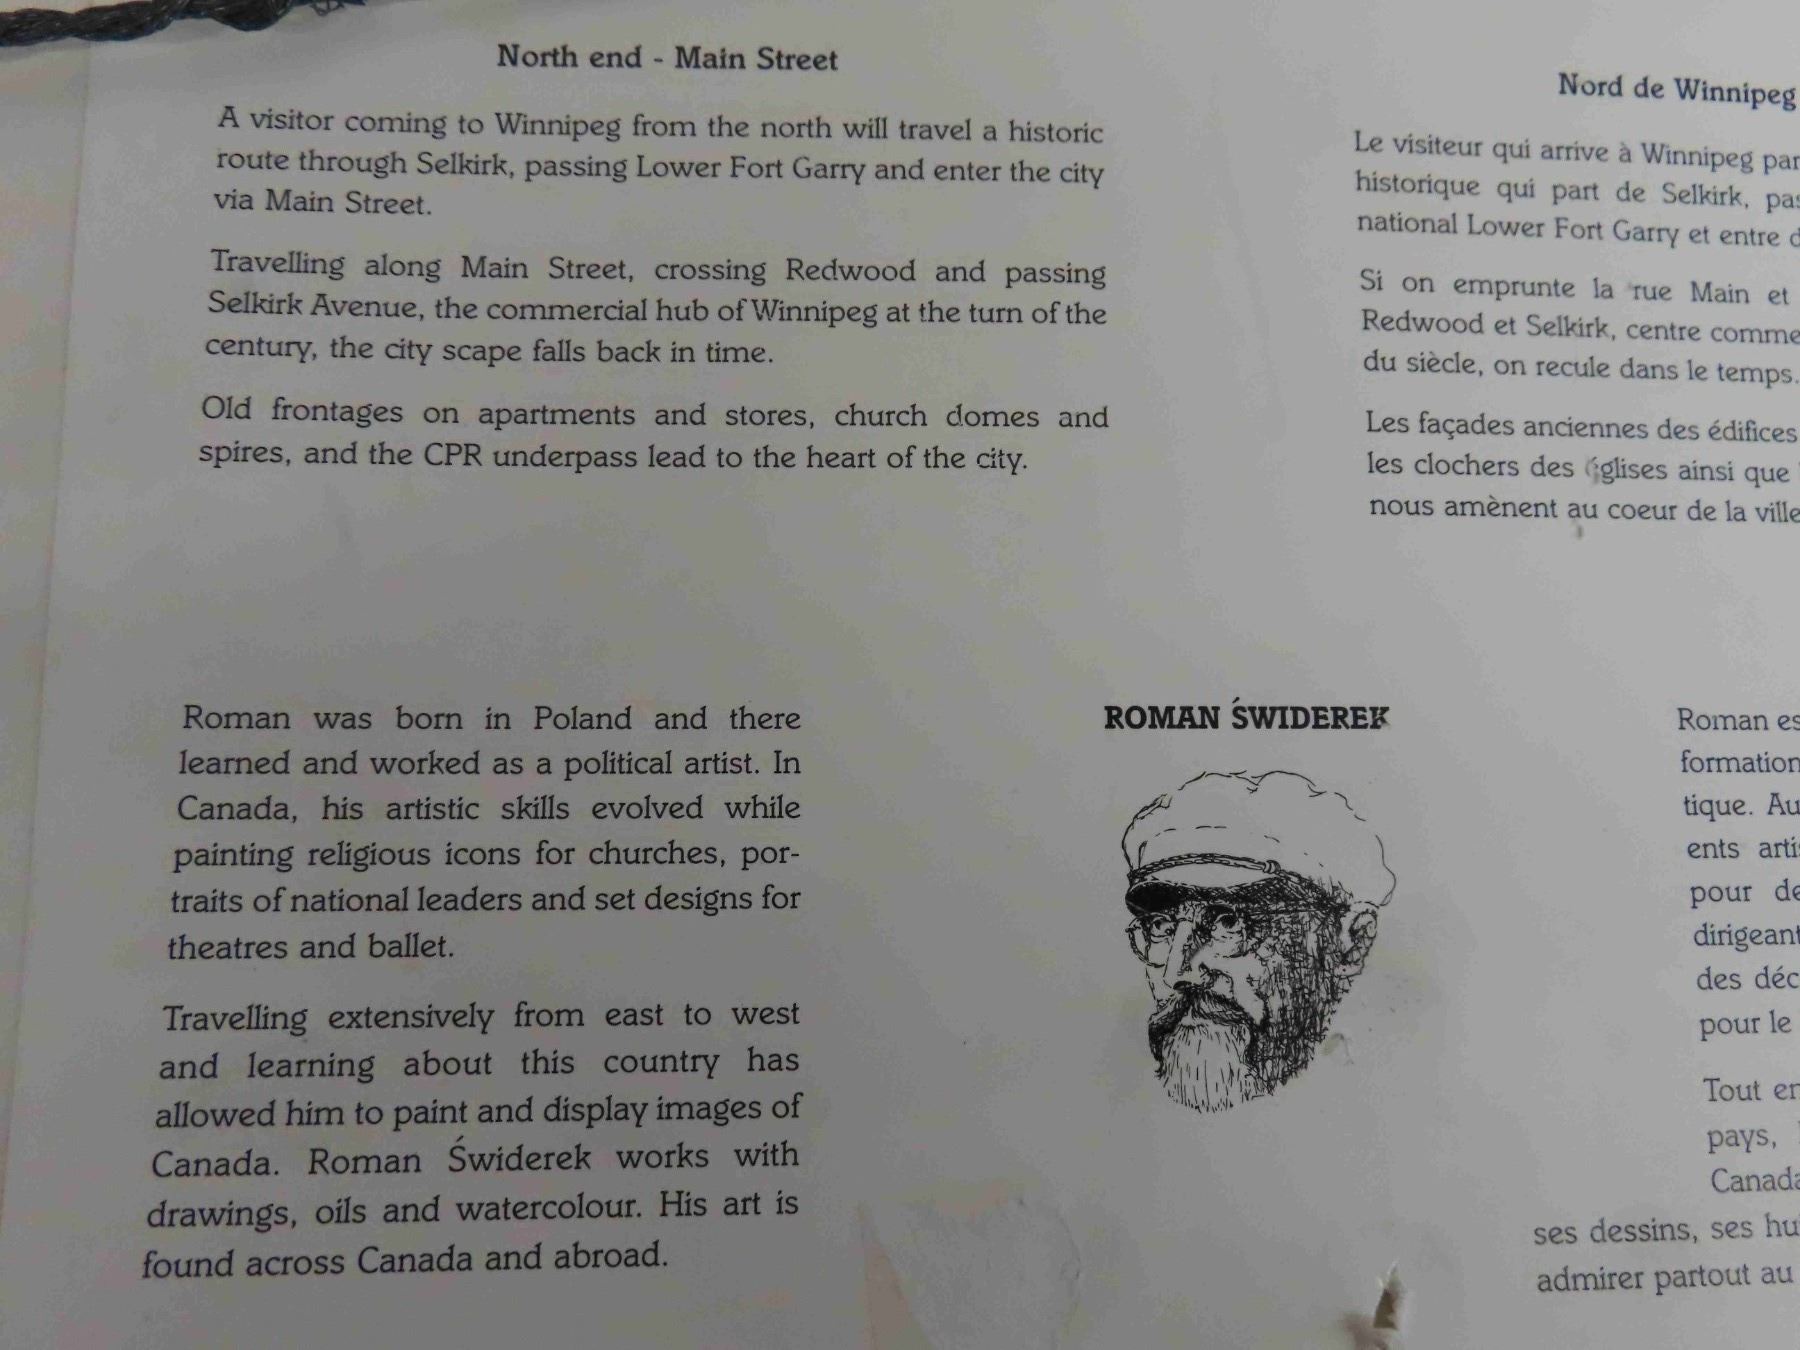 North end - Main Street
A visitor coming to Winnipeg from the north will travel a historic
route through Selkirk, passing Lower Fort Garry and enter the city
via Main Street.
Travelling along Main Street, crossing Redwood and passing
Selkirk Avenue, the commercial hub of Winnipeg at the turn of the
century, the city scape falls back in time.
Old frontages on apartments and stores, church domes and
spires, and the CPR underpass lead to the heart of the city.
Nord de Winnipeg
Le visiteur qui arrive à Winnipeg par
historique qui part de Selkirk,
national Lower Fort Garry et entre
Si on emprunte la rue Main et
Redwood et Selkirk, centre
du siècle, on recule dans le temps.
Les façades anciennes des édifices
les clochers des églises ainsi que
nous amènent au coeur de la ville
Roman was born in Poland and there
learned and worked as a political artist. In
Canada, his artistic skills evolved while
painting religious icons for churches, por-
traits of national leaders and set designs for
theatres and ballet.
Travelling extensively from east to west
and learning about this country has
allowed him to paint and display images of
Canada. Roman Świderek works with
drawings, oils and watercolour. His art is
found across Canada and abroad.
ROMAN ŚWIDEREK
Roman
formation
tique. Au
ents
pour
dirigeant
des
pour le
Tout
pays,
Canada
ses dessins, ses
admirer partout au